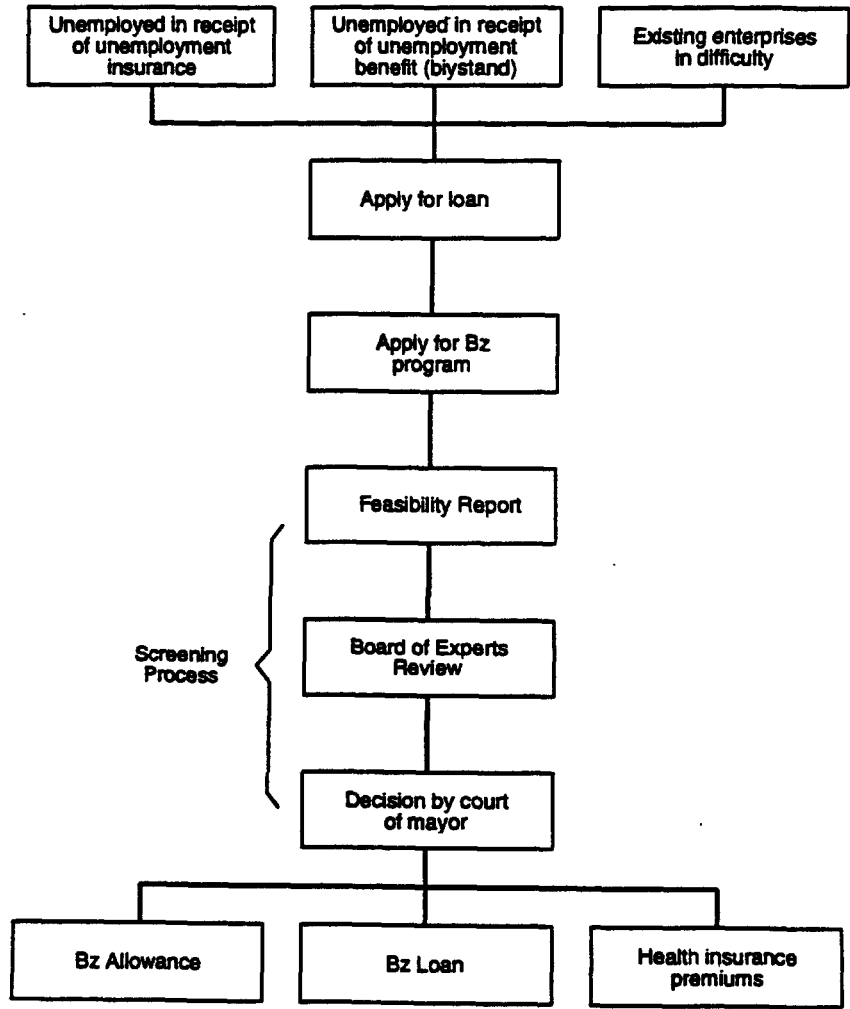 Unemployed in receipt
of unemployment
insurance
Unemployed in receipt
of unemployment
benefit (biystand)
Existing enterprises
in difficulty
Apply for loan
Apply for Bz
program
Feasibility Report
Screening
Process
Board of Experts
Review
Decision by court
of mayor
Bz Allowance
Bz Loan
Health insurance
premiums